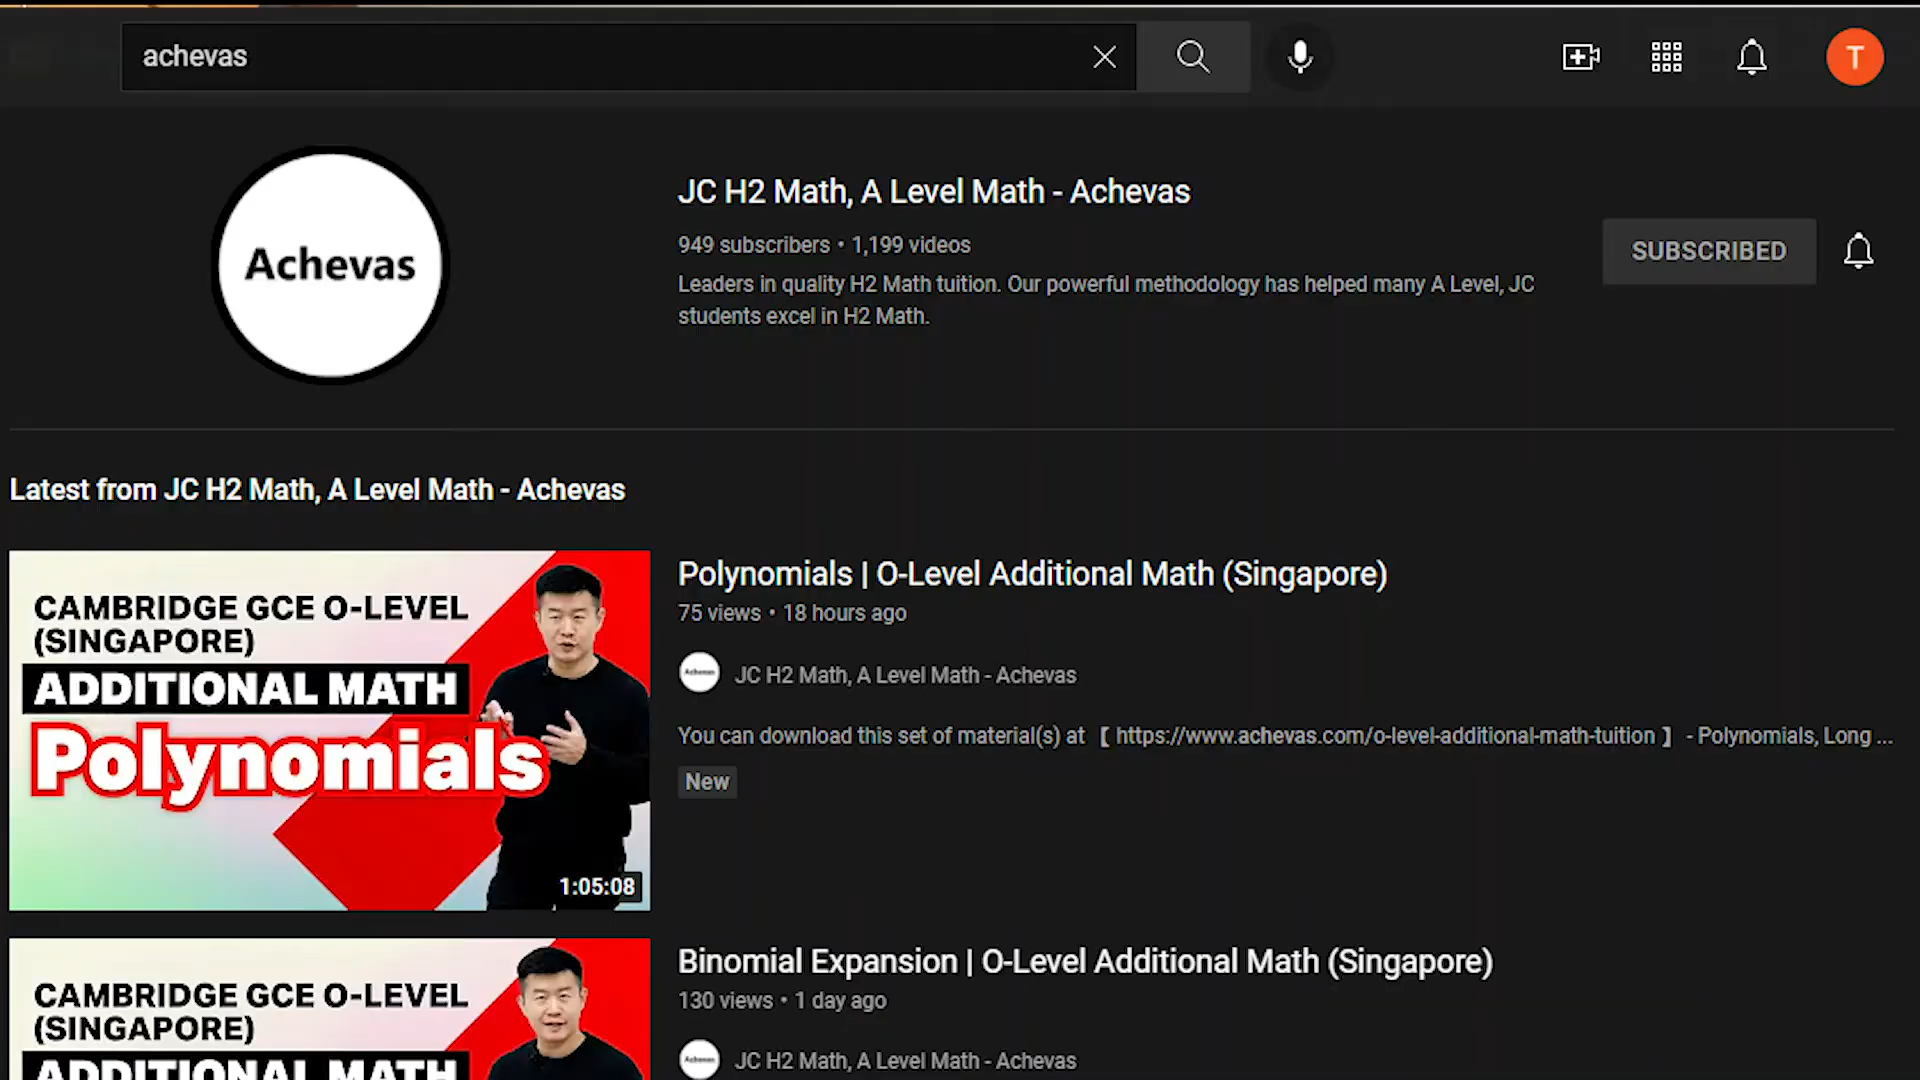 achevas
T
Achevas
JC H2 Math, A Level Math - Achevas
949 subscribers • 1,199 videos
Leaders in quality H2 Math tuition. Our powerful methodology has helped many A Level, JC
students excel in H2 Math.
SUBSCRIBED
Latest from JC H2 Math, A Level Math - Achevas
CAMBRIDGE GCE O-LEVEL
(SINGAPORE)
ADDITIONAL MATH
Polynomials
1:05:08
Polynomials | O-Level Additional Math (Singapore)
75 views • 18 hours ago
Achevas
JC H2 Math, A Level Math - Achevas
You can download this set of material(s) at 【 https://www.achevas.com/o-level-additional-math-tuition 】 - Polynomials, Long ...
New
CAMBRIDGE GCE O-LEVEL
(SINGAPORE)
ADDITIONAL MATH
Binomial Expansion | O-Level Additional Math (Singapore)
130 views • 1 day ago
Achevas
JC H2 Math, A Level Math - Achevas